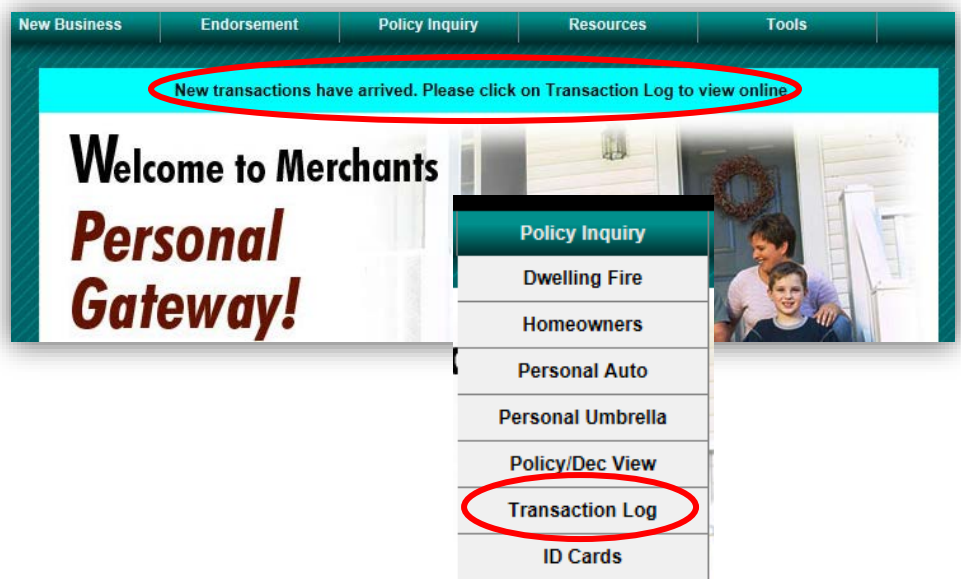 New Business Endorsement Policy Inquiry Resources Tools
New transactions have arrived. Please click on Transaction Log to view online.
Welcome to Merchants
Personal
Gateway!
Policy Inquiry
Dwelling Fire
Homeowners
Personal Auto
Personal Umbrella
Policy/Dec View
Transaction Log
ID Cards